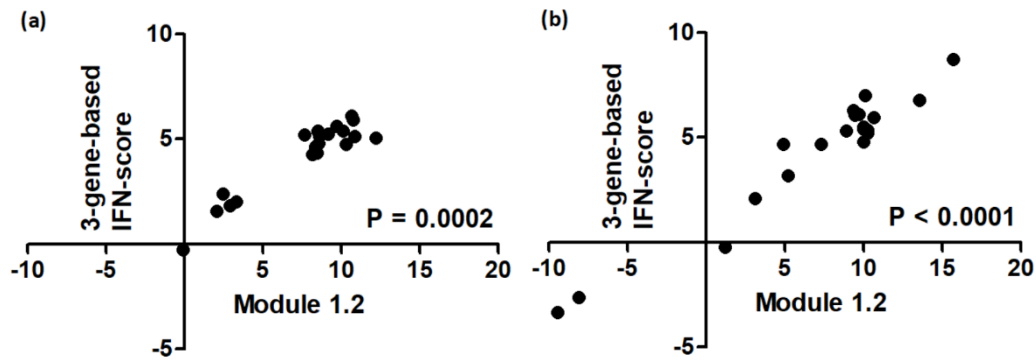 (a)
10
3-gene-based
IFN-score
5
P = 0.0002
-10 -5 5 10 15 20
Module 1.2
-5
(b)
10
3-gene-based
IFN-score
5
P < 0.0001
-10 -5 5 10 15 20
Module 1.2
-5